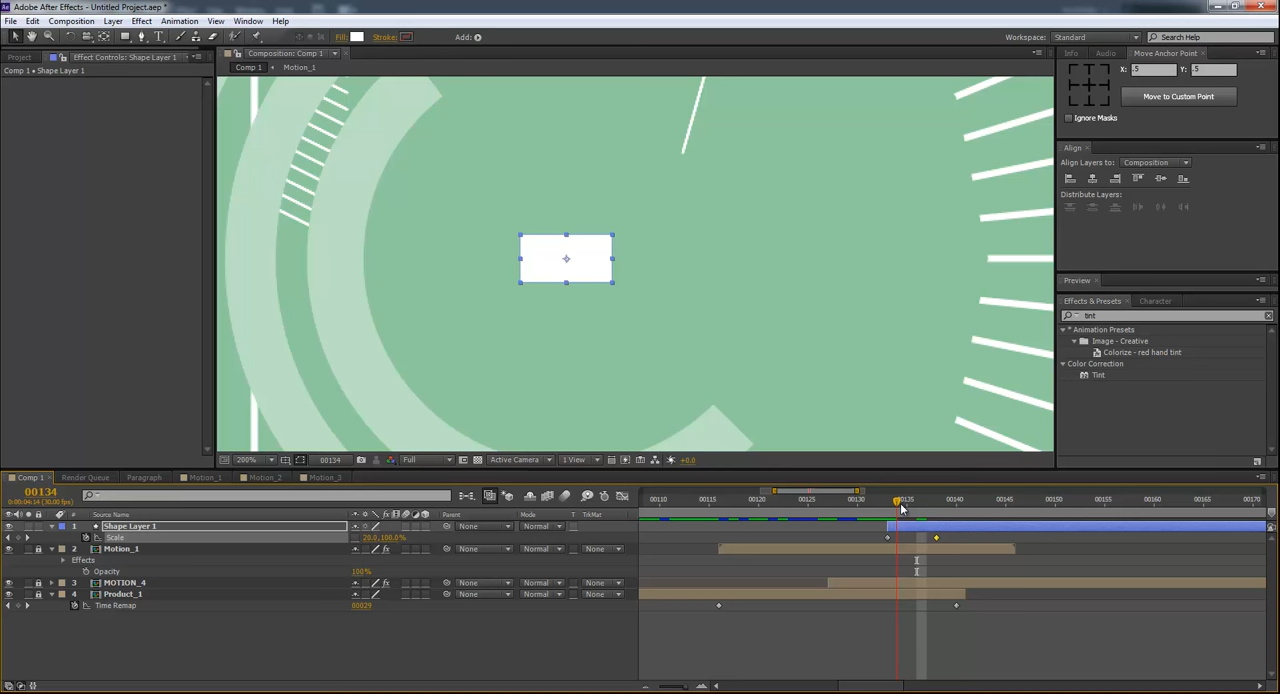 Adobe After Effects - Untitled Project.aep *
File Edit Composition Layer Effect Animation View Window Help
Fill: Stroke: Add: Workspace: Standard Search Help
Project Effect Controls: Shape Layer 1
Comp 1 • Shape Layer 1
Composition: Comp 1
Comp 1 Motion_1
Info Audio Move Anchor Point
X: .5 Y: .5
Move to Custom Point
Ignore Masks
Align
Align Layers to: Composition
Distribute Layers:
Preview
Effects & Presets Character
tint
* Animation Presets
Image - Creative
Colorize - red hand tint
Color Correction
Tint
200% 00134 Full Active Camera 1 View +0.0
Comp 1 Render Queue Paragraph Motion_1 Motion_2 Motion_3
00134
0:00:04:14 (30.00 fps)
00110 00115 00120 00125 00130 00135 00140 00145 00150 00155 00160 00165 00170
# Source Name Mode T TrkMat Parent
1 Shape Layer 1 None Normal
Scale 20.0,100.0%
2 Motion_1 fx None Normal None
Effects fx
Opacity 100%
3 MOTION_4 fx None Normal None
4 Product_1 None Normal None
Time Remap 00029